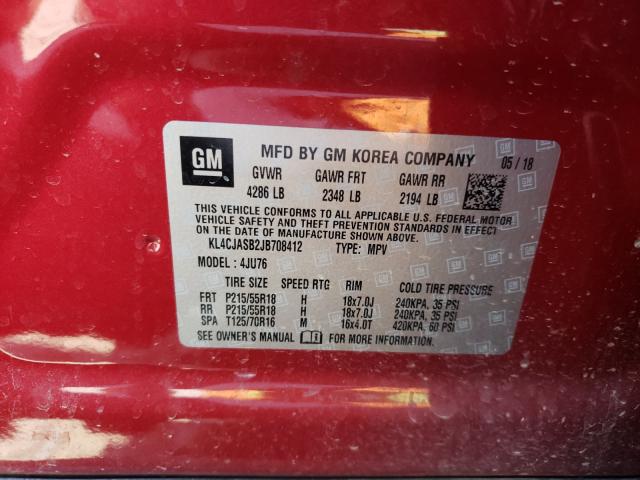 GM MFD BY GM KOREA COMPANY 05/18
GVWR GAWR FRT GAWR RR
4286 LB 2348 LB 2194 LB
THIS VEHICLE CONFORMS TO ALL APPLICABLE U.S. FEDERAL MOTOR
VEHICLE SAFETY AND THEFT PREVENTION STANDARDS IN EFFECT ON
THE DATE OF MANUFACTURE SHOWN ABOVE.
KL4CJASB2JB708412 TYPE: MPV
MODEL: 4JU76
TIRE SIZE SPEED RTG RIM COLD TIRE PRESSURE
FRT P215/55R18 H 18x7.0J 240KPA, 35 PSI
RR P215/55R18 H 18x7.0J 240KPA, 35 PSI
SPA T125/70R16 M 16x4.0T 420KPA, 60 PSI
SEE OWNER'S MANUAL FOR MORE INFORMATION.